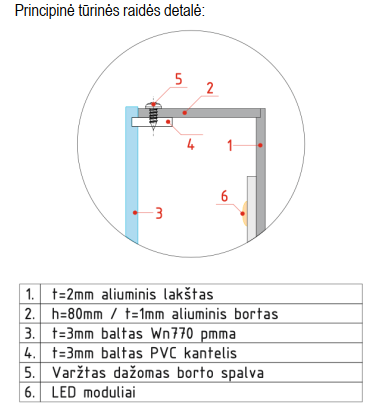 Principinė tūrinės raidės detalė:
5
2
4
1
3
6
1. t=2mm aliuminis lakštas
2. h=80mm / t=1mm aliuminis bortas
3. t=3mm baltas Wn770 pmma
4. t=3mm baltas PVC kantelis
5. Varžtas dažomas borto spalva
6. LED moduliai